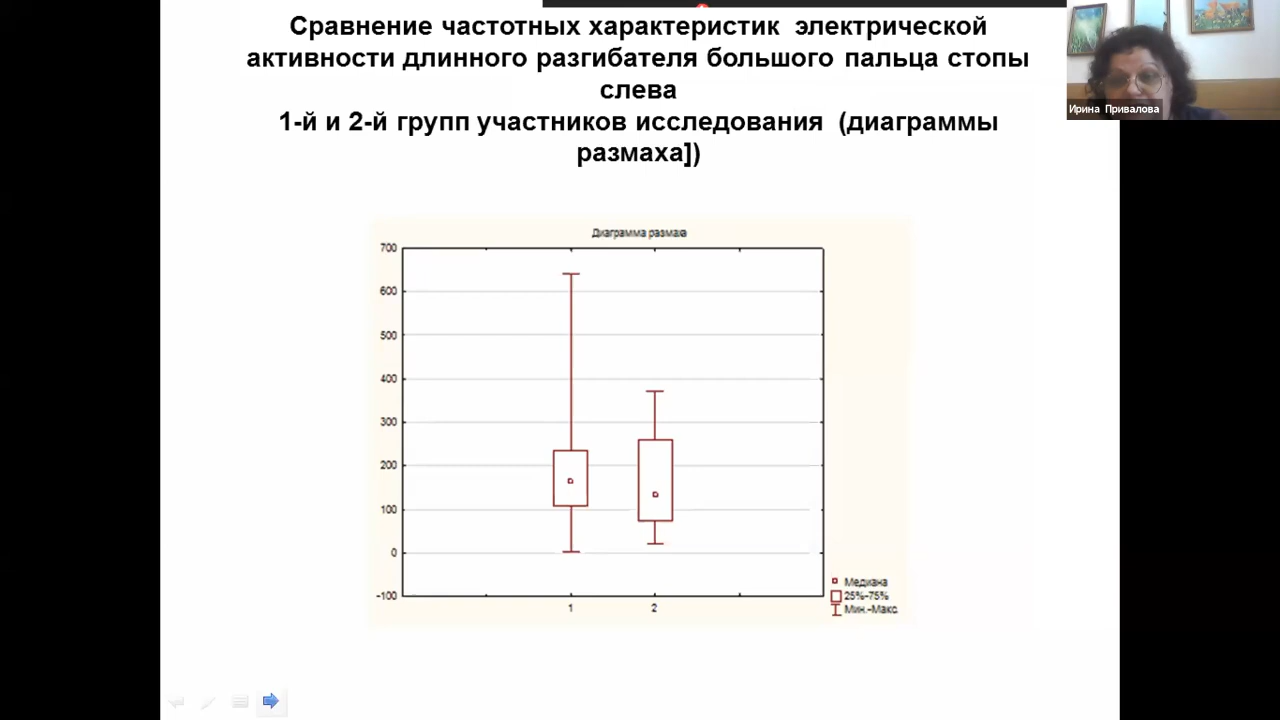 Сравнение частотных характеристик электрической
активности длинного разгибателя большого пальца стопы
слева
1-й и 2-й групп участников исследования (диаграммы
размаха])
Ирина Привалова
Диаграмма размаха
700
600
500
400
300
200
100
0
-100
1
2
Медиана
25%-75%
Мин.-Макс.